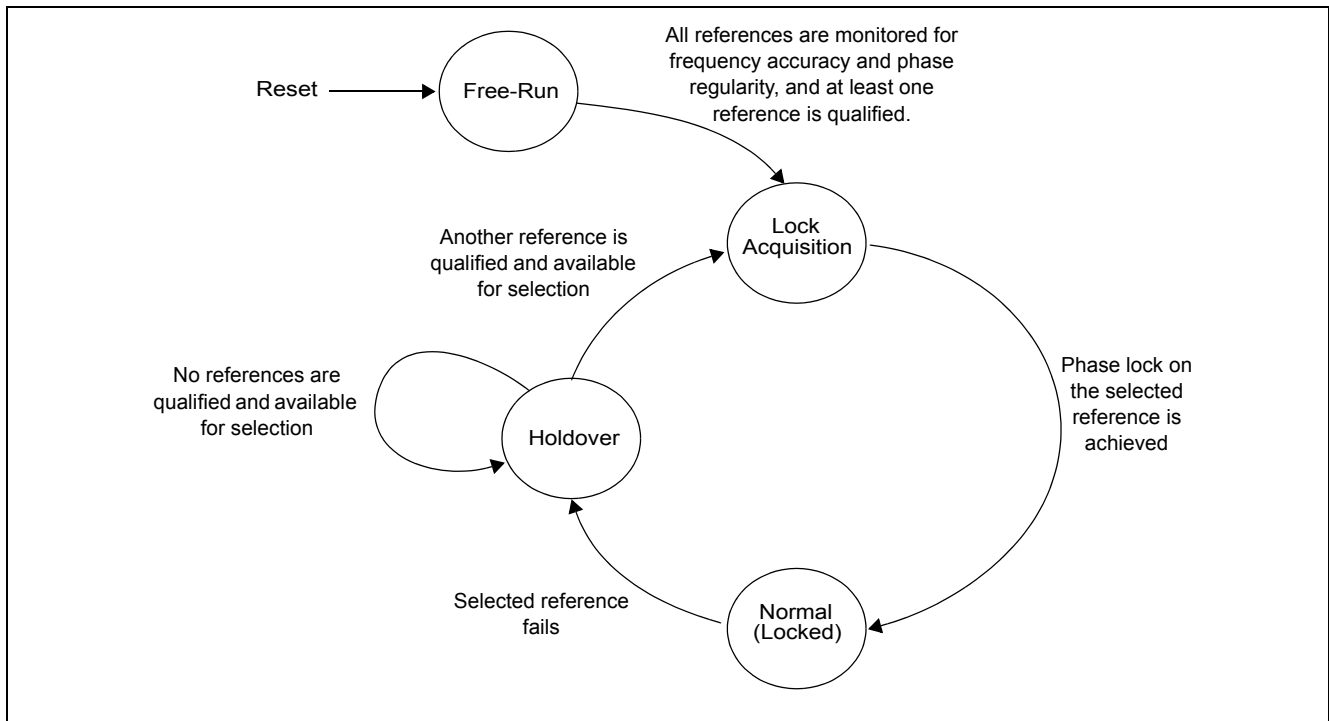 All references are monitored for
frequency accuracy and phase
regularity, and at least one
reference is qualified.
Reset
Free-Run
Lock
Acquisition
Another reference is
qualified and available
for selection
No references are
qualified and available
for selection
Holdover
Phase lock on
the selected
reference is
achieved
Selected reference
fails
Normal
(Locked)